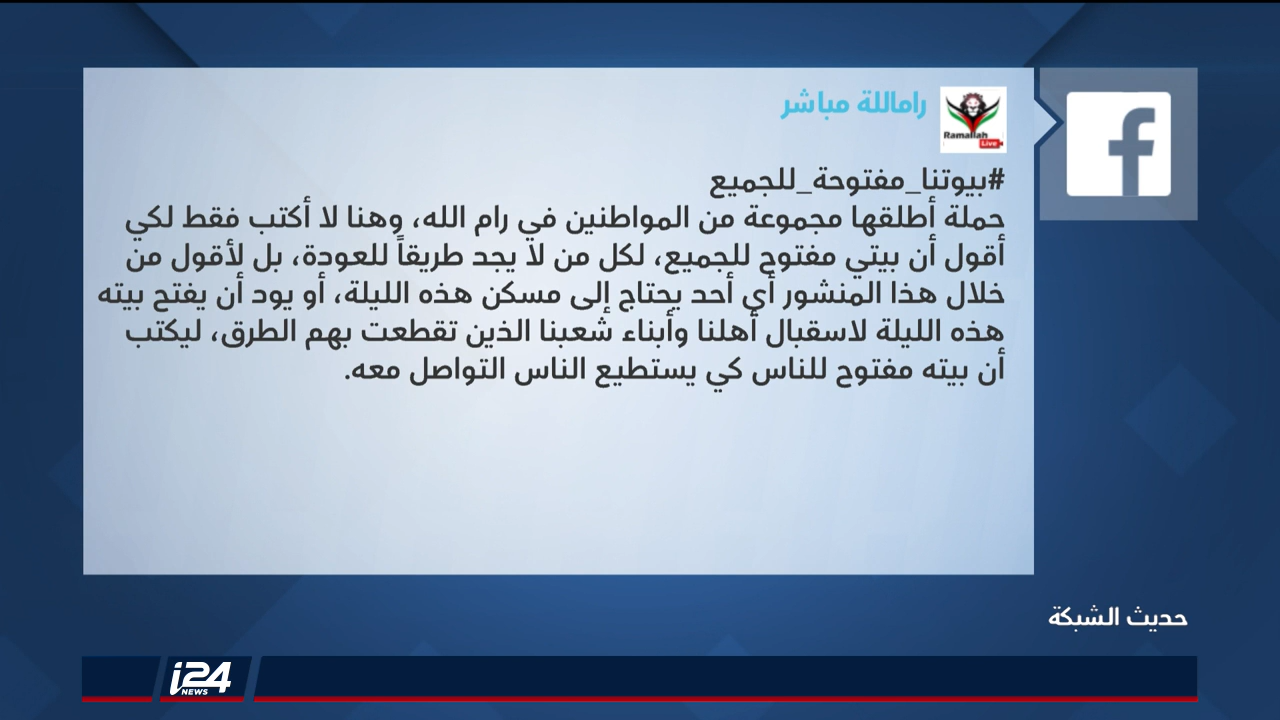 راماللة مباشر
Ramallah
Live
#بيوتنا_مفتوحة_للجميع
حملة أطلقها مجموعة من المواطنين في رام الله، وهنا لا أكتب فقط لكي
أقول أن بيتي مفتوح للجميع، لكل من لا يجد طريقاً للعودة، بل لأقول من
خلال هذا المنشور أي أحد يحتاج إلى مسكن هذه الليلة، أو يود أن يفتح بيته
هذه الليلة لاسقبال أهلنا وأبناء شعبنا الذين تقطعت بهم الطرق، ليكتب
أن بيته مفتوح للناس كي يستطيع الناس التواصل معه.
f
حديث الشبكة
i24
NEWS